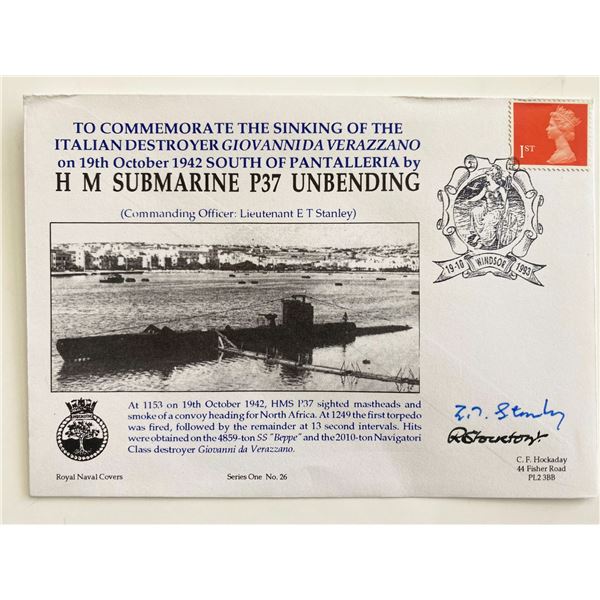 TO COMMEMORATE THE SINKING OF THE
ITALIAN DESTROYER GIOVANNI DA VERAZZANO
on 19th October 1942 SOUTH OF PANTALLERIA by
H M SUBMARINE P37 UNBENDING
(Commanding Officer: Lieutenant E T Stanley)
1ST
19-10 WINDSOR 1993
At 1153 on 19th October 1942, HMS P37 sighted mastheads and
smoke of a convoy heading for North Africa. At 1249 the first torpedo
was fired, followed by the remainder at 13 second intervals. Hits
were obtained on the 4859-ton SS "Beppe" and the 2010-ton Navigatori
Class destroyer Giovanni da Verazzano.
E.T. Stanley
Royal Naval Covers
Series One No. 26
C. F. Hockaday
44 Fisher Road
PL2 3BB